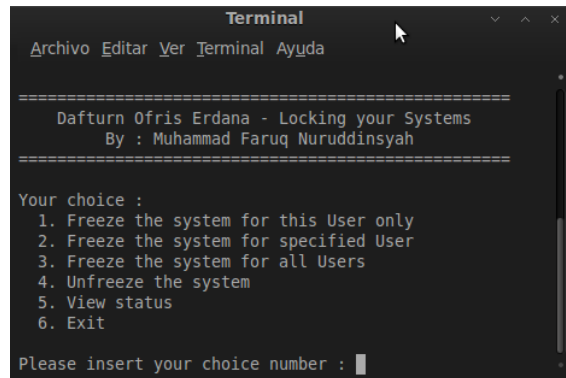 Terminal
Archivo Editar Ver Terminal Ayuda
====================================================
Dafturn Ofris Erdana - Locking your Systems
By : Muhammad Faruq Nuruddinsyah
====================================================
Your choice :
1. Freeze the system for this User only
2. Freeze the system for specified User
3. Freeze the system for all Users
4. Unfreeze the system
5. View status
6. Exit
Please insert your choice number :